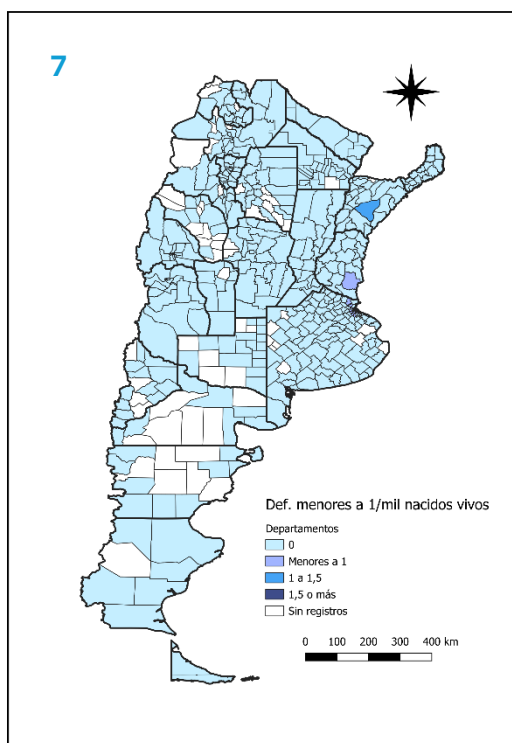 7
Def. menores a 1/mil nacidos vivos
Departamentos
0
Menores a 1
1 a 1,5
1,5 o más
Sin registros
0 100 200 300 400 km